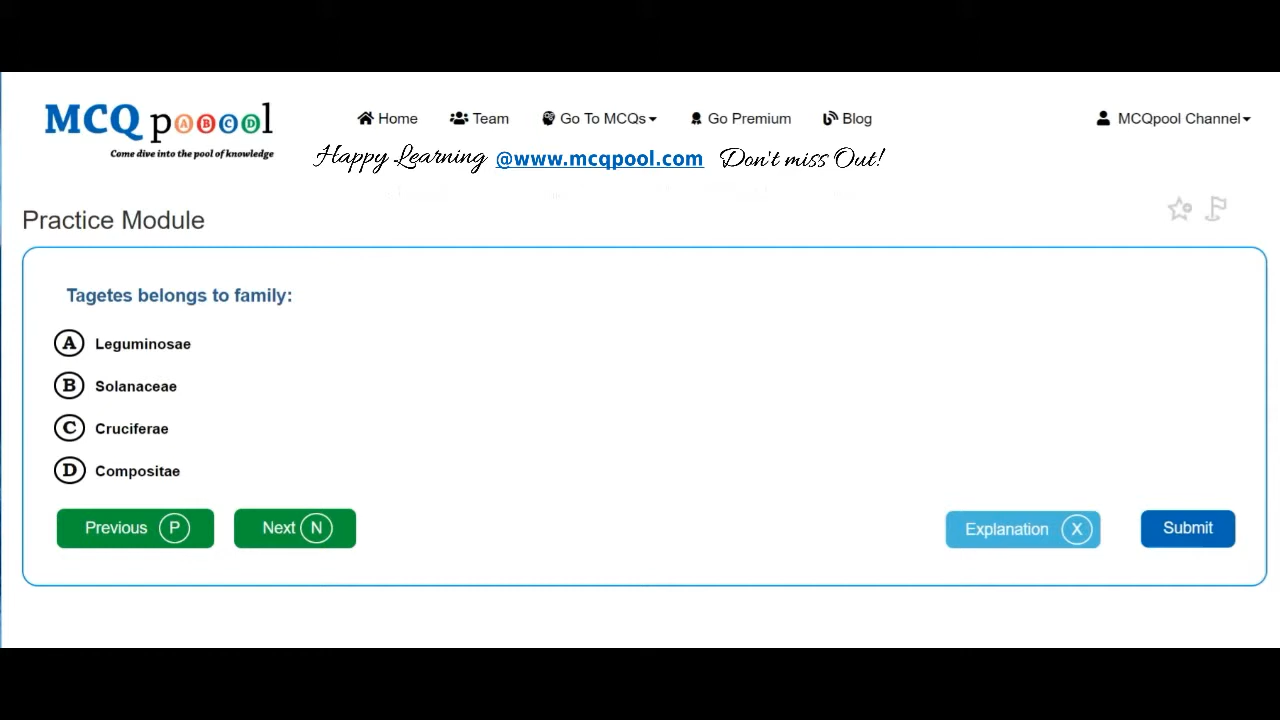 MCQ pooool
Come dive into the pool of knowledge
Home Team Go To MCQs Go Premium Blog MCQpool Channel
Happy Learning @www.mcqpool.com Don't miss Out!
Practice Module
Tagetes belongs to family:
A Leguminosae
B Solanaceae
C Cruciferae
D Compositae
Previous P Next N Explanation X Submit